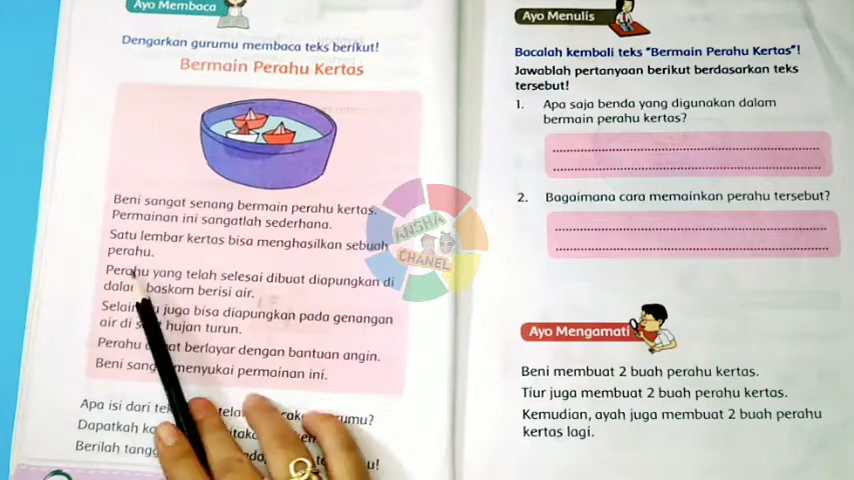 Ayo Membaca
Dengarkan gurumu membaca teks berikut!
Bermain Perahu Kertas
Beni sangat senang bermain perahu kertas.
Permainan ini sangatlah sederhana.
Satu lembar kertas bisa menghasilkan sebuah
perahu.
Perahu yang telah selesai dibuat diapungkan di
baskom berisi air.
juga bisa diapungkan pada genangan
air di hujan turun.
Perahu berlayar dengan bantuan angin.
Beni menyukai permainan ini.
Apa isi dari
Dapatkah
Berilah
ANSHA
CHANEL
Ayo Menulis
Bacalah kembali teks "Bermain Perahu Kertas"!
Jawablah pertanyaan berikut berdasarkan teks
tersebut!
1. Apa saja benda yang digunakan dalam
bermain perahu kertas?
2. Bagaimana cara memainkan perahu tersebut?
Ayo Mengamati
Beni membuat 2 buah perahu kertas.
Tiur juga membuat 2 buah perahu kertas.
Kemudian, ayah juga membuat 2 buah perahu
kertas lagi.